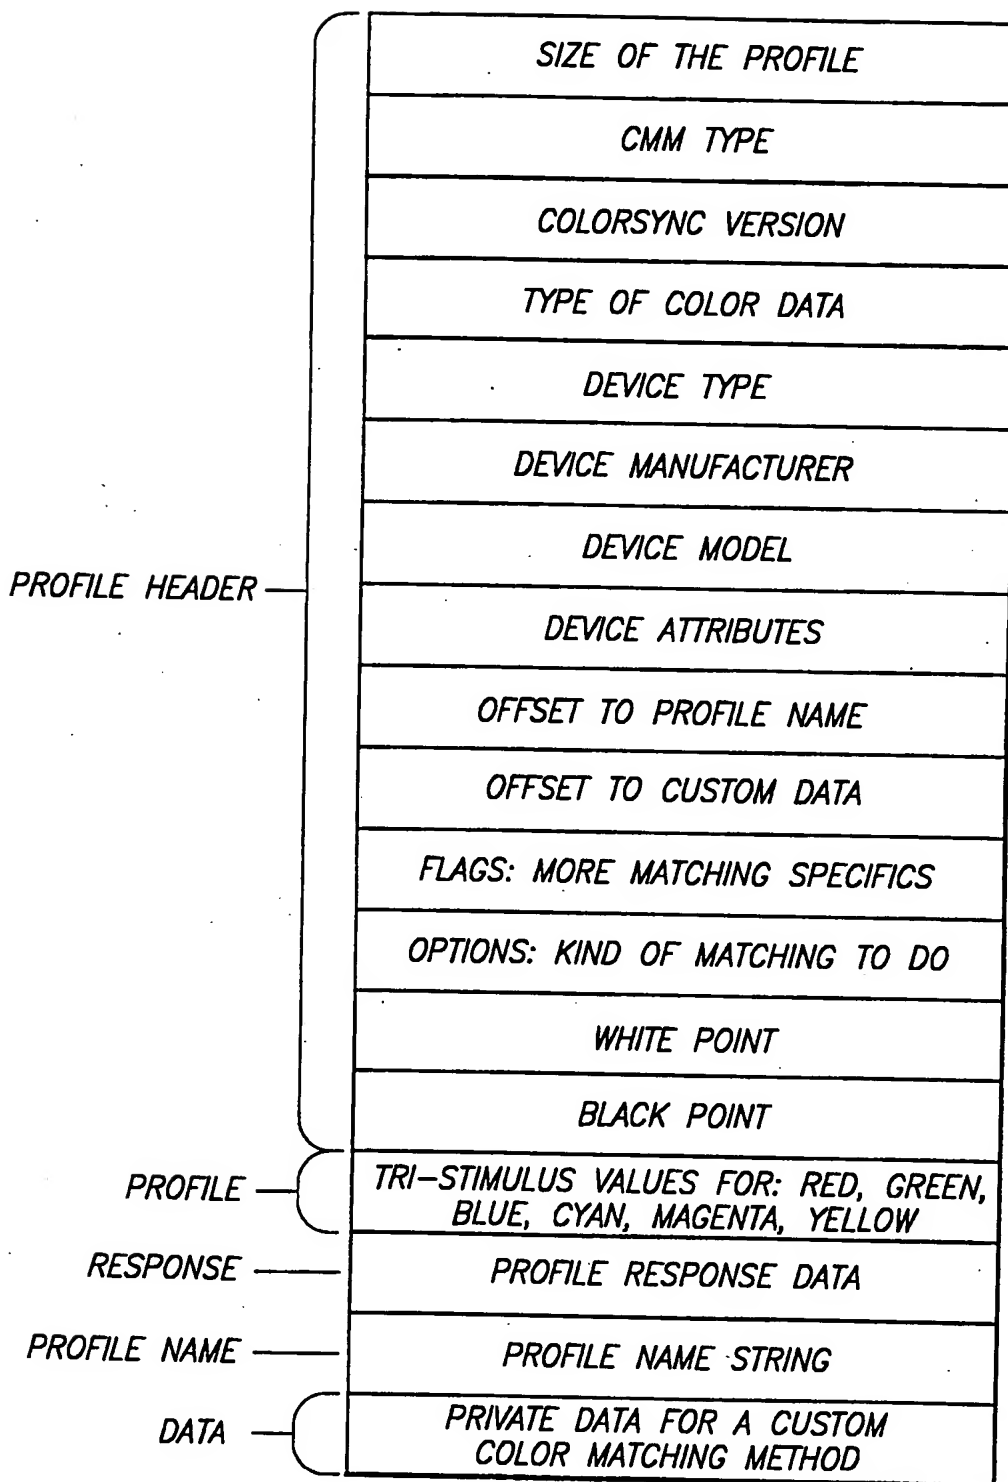 SIZE OF THE PROFILE
CMM TYPE
COLORSYNC VERSION
TYPE OF COLOR DATA
DEVICE TYPE
DEVICE MANUFACTURER
DEVICE MODEL
PROFILE HEADER
DEVICE ATTRIBUTES
OFFSET TO PROFILE NAME
OFFSET TO CUSTOM DATA
FLAGS: MORE MATCHING SPECIFICS
OPTIONS: KIND OF MATCHING TO DO
WHITE POINT
BLACK POINT
PROFILE
TRI-STIMULUS VALUES FOR: RED, GREEN,
BLUE, CYAN, MAGENTA, YELLOW
RESPONSE
PROFILE RESPONSE DATA
PROFILE NAME
PROFILE NAME STRING
DATA
PRIVATE DATA FOR A CUSTOM
COLOR MATCHING METHOD